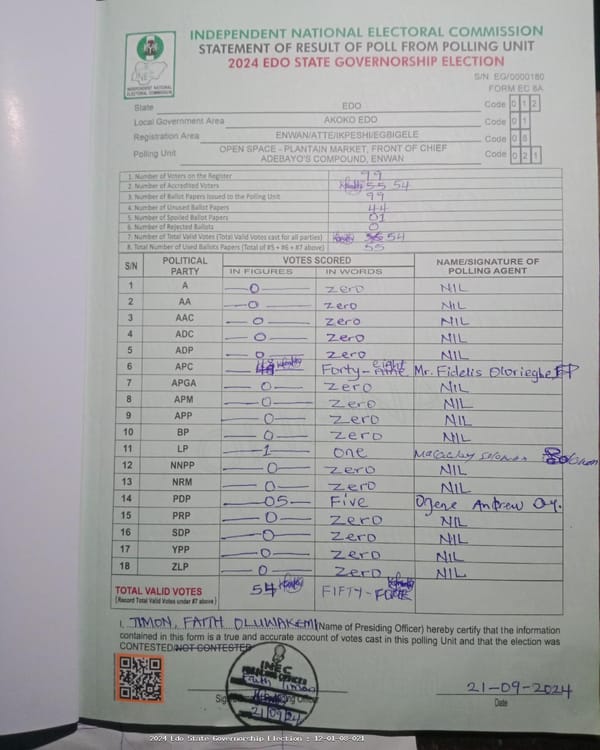 INDEPENDENT NATIONAL ELECTORAL COMMISSION
STATEMENT OF RESULT OF POLL FROM POLLING UNIT
2024 EDO STATE GOVERNORSHIP ELECTION
INEC
INDEPENDENT NATIONAL
ELECTORAL COMMISSION
S/N EG/0000180
FORM EC 8A
State EDO Code 0 1 2
Local Government Area AKOKO EDO Code 0 1
Registration Area ENWAN/ATTE/IKPESHI/EGBIGELE Code 0 8
Polling Unit OPEN SPACE - PLANTAIN MARKET, FRONT OF CHIEF ADEBAYO'S COMPOUND, ENWAN Code 0 2 1
1. Number of Voters on the Register 99
2. Number of Accredited Voters 55 54
3. Number of Ballot Papers Issued to the Polling Unit 99
4. Number of Unused Ballot Papers 44
5. Number of Spoiled Ballot Papers 01
6. Number of Rejected Ballots 0
7. Number of Total Valid Votes (Total Valid Votes cast for all parties) 54
8. Total Number of Used Ballots Papers (Total of #5 + #6 + #7 above) 55
S/N POLITICAL PARTY VOTES SCORED NAME/SIGNATURE OF POLLING AGENT
IN FIGURES IN WORDS
1 A 0 Zero NIL
2 AA 0 Zero NIL
3 AAC 0 Zero NIL
4 ADC 0 Zero NIL
5 ADP 0 Zero NIL
6 APC 48 Forty-eight Mr. Fidelis
7 APGA 0 Zero NIL
8 APM 0 Zero NIL
9 APP 0 Zero NIL
10 BP 0 Zero NIL
11 LP 1 One
12 NNPP 0 Zero NIL
13 NRM 0 Zero NIL
14 PDP 05 Five Ogene Andrew
15 PRP 0 Zero NIL
16 SDP 0 Zero NIL
17 YPP 0 Zero NIL
18 ZLP 0 Zero NIL
TOTAL VALID VOTES 54 FIFTY-FOUR
(Record Total Valid Votes under #7 above)
I, TIMON, FAITH OLUWAKEMI (Name of Presiding Officer) hereby certify that the information
contained in this form is a true and accurate account of votes cast in this polling Unit and that the election was
CONTESTED/NOT CONTESTED
INEC
PRESIDING OFFICER
Faith Timon
21/09/24
21-09-2024
Date
2024 Edo State Governorship Election : 12-01-08-021